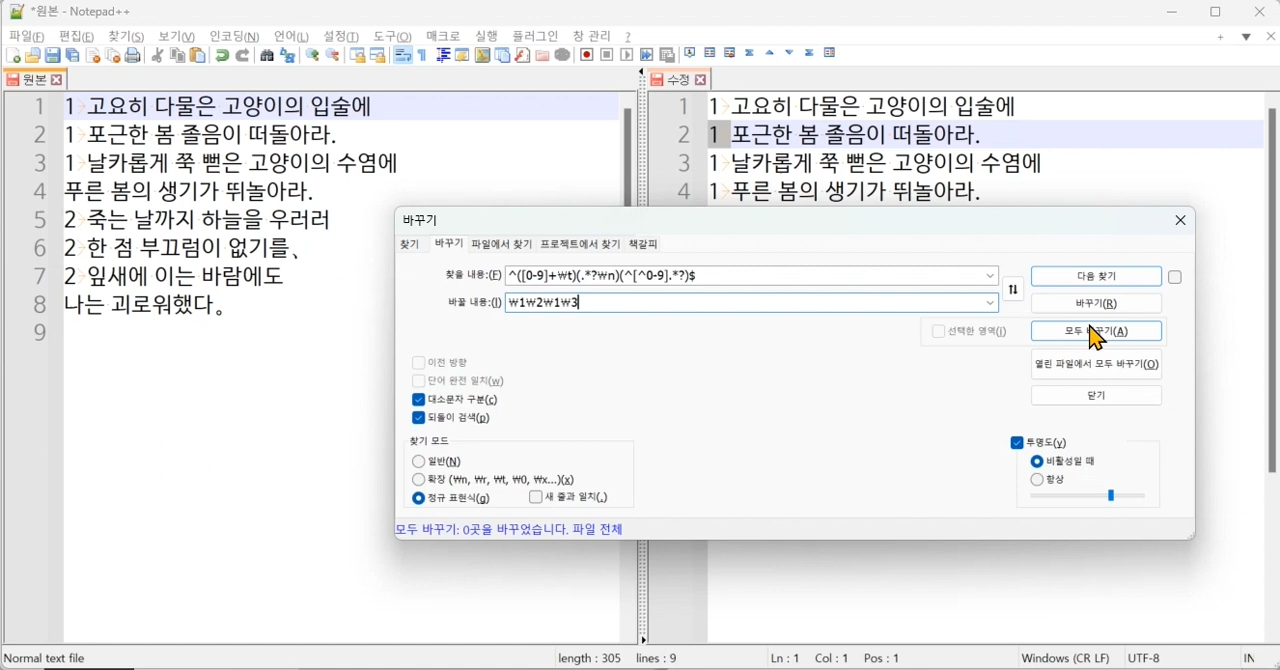 *원본 - Notepad++
파일(F) 편집(E) 찾기(S) 보기(V) 인코딩(N) 언어(L) 설정(T) 도구(O) 매크로 실행 플러그인 창 관리 ?
원본
수정
1 1 고요히 다물은 고양이의 입술에
2 1 포근한 봄 졸음이 떠돌아라.
3 1 날카롭게 쭉 뻗은 고양이의 수염에
4 푸른 봄의 생기가 뛰놀아라.
5 2 죽는 날까지 하늘을 우러러
6 2 한 점 부끄럼이 없기를、
7 2 잎새에 이는 바람에도
8 나는 괴로워했다。
9
1 1 고요히 다물은 고양이의 입술에
2 1 포근한 봄 졸음이 떠돌아라.
3 1 날카롭게 쭉 뻗은 고양이의 수염에
4 1 푸른 봄의 생기가 뛰놀아라.
바꾸기
찾기 바꾸기 파일에서 찾기 프로젝트에서 찾기 책갈피
찾을 내용:(F) ^([0-9]+₩t)(.*?₩n)(^[^0-9].*?)$
다음 찾기
바꿀 내용:(J) ₩1₩2₩1₩3
바꾸기(R)
선택한 영역(i)
모두 바꾸기(A)
열린 파일에서 모두 바꾸기(O)
닫기
이전 방향
단어 완전 일치(w)
대소문자 구분(c)
되돌이 검색(p)
찾기 모드
일반(N)
확장 (₩n, ₩r, ₩t, ₩0, ₩x...)(x)
정규 표현식(g)
새 줄과 일치(.)
투명도(y)
비활성일 때
항상
모두 바꾸기: 0곳을 바꾸었습니다. 파일 전체
Normal text file
length : 305 lines : 9
Ln : 1 Col : 1 Pos : 1
Windows (CR LF)
UTF-8
IN